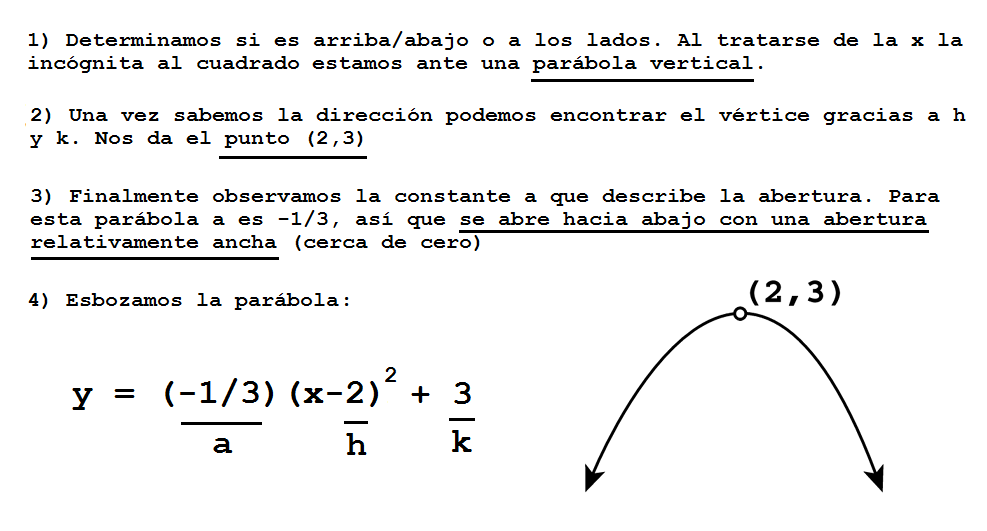 1) Determinamos si es arriba/abajo o a los lados. Al tratarse de la x la
incógnita al cuadrado estamos ante una parábola vertical.
2) Una vez sabemos la dirección podemos encontrar el vértice gracias a h
y k. Nos da el punto (2,3)
3) Finalmente observamos la constante a que describe la abertura. Para
esta parábola a es -1/3, así que se abre hacia abajo con una abertura
relativamente ancha (cerca de cero)
4) Esbozamos la parábola:
(2,3)
y = (-1/3)(x-2)² + 3
a h k